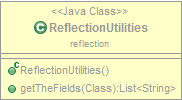 <<Java Class>>
ReflectionUtilities
reflection
ReflectionUtilities()
getTheFields(Class):List<String>